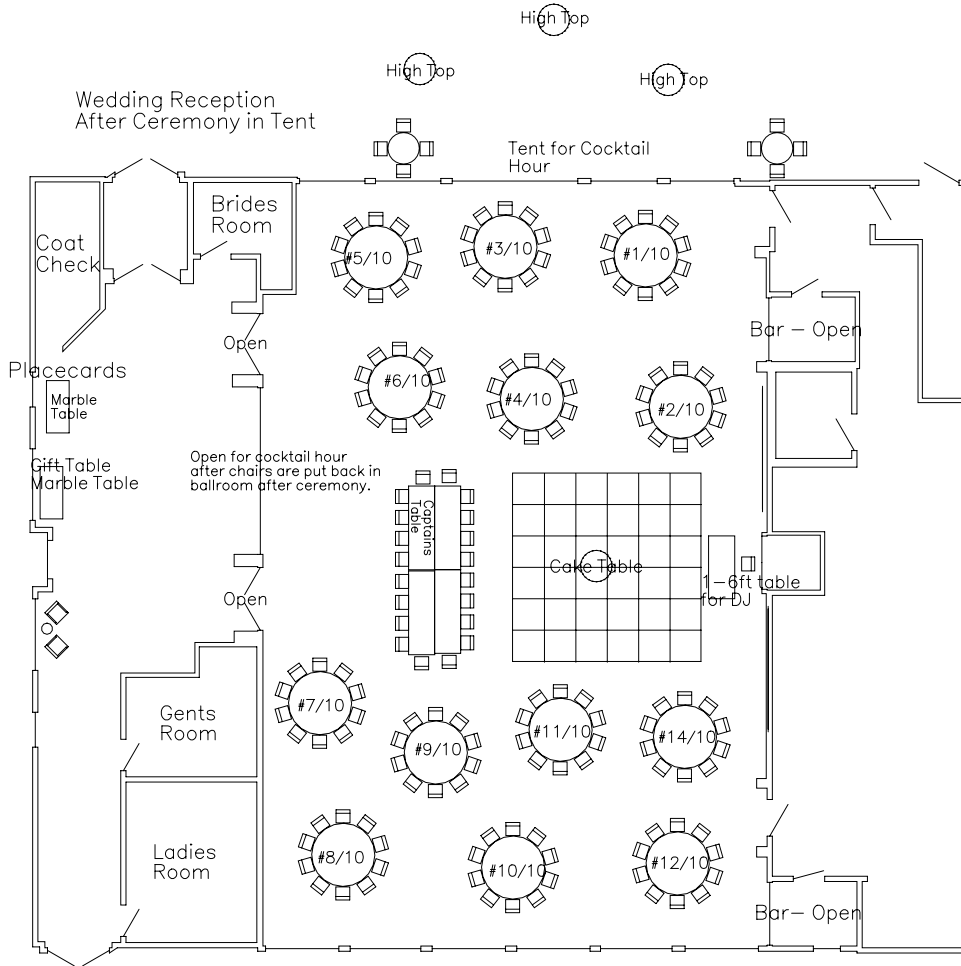 High Top
High Top
High Top
Wedding Reception
After Ceremony in Tent
Tent for Cocktail
Hour
Brides
Room
Coat
Check
#5/10
#3/10
#1/10
Open
Bar - Open
Placecards
Marble
Table
#6/10
#4/10
#2/10
Gift Table
Marble Table
Open for cocktail hour
after chairs are put back in
ballroom after ceremony.
Captains
Table
Cake Table
1-6ft table
for DJ
Open
Gents
Room
#7/10
#9/10
#11/10
#14/10
Ladies
Room
#8/10
#10/10
#12/10
Bar- Open